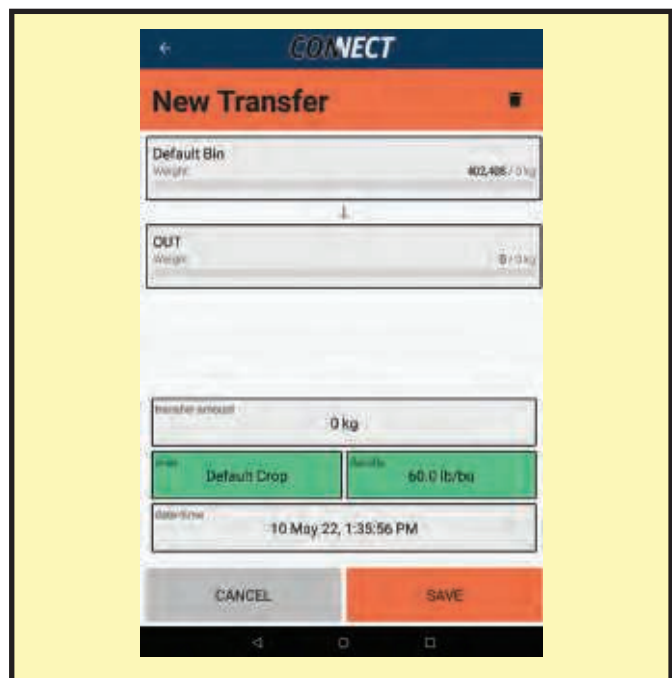 CONNECT
New Transfer
Default Bin
Weight 402,408 / 0 kg
OUT
Weight 0 / 0 kg
transfer amount
0 kg
Default Crop
60.0 lb/bu
date-time
10 May 22, 1:35:56 PM
CANCEL SAVE